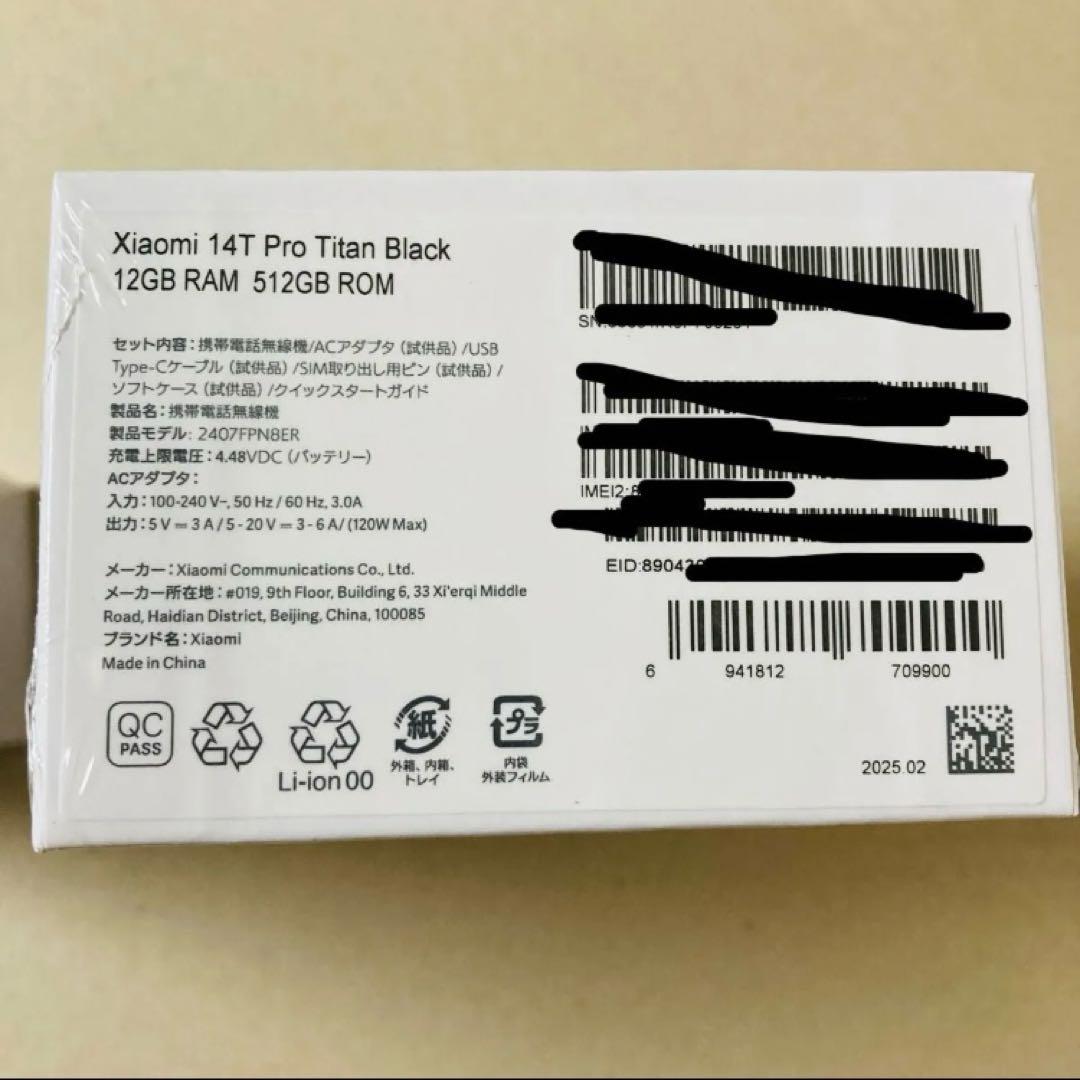 Xiaomi 14T Pro Titan Black
12GB RAM 512GB ROM
セット内容：携帯電話無線機/ACアダプタ（試供品）/USB
Type-Cケーブル（試供品）/SIM取り出し用ピン（試供品）/
ソフトケース（試供品）/クイックスタートガイド
製品名：携帯電話無線機
製品モデル：2407FPN8ER
充電上限電圧：4.48VDC（バッテリー）
ACアダプタ：
入力：100-240 V~, 50 Hz / 60 Hz, 3.0A
出力：5 V ⎓ 3 A / 5 - 20 V ⎓ 3 - 6 A/ (120W Max)
メーカー：Xiaomi Communications Co., Ltd.
メーカー所在地：#019, 9th Floor, Building 6, 33 Xi'erqi Middle
Road, Haidian District, Beijing, China, 100085
ブランド名：Xiaomi
Made in China
QC
PASS
Li-ion 00
紙
外箱、内箱、
トレイ
プラ
内袋
外装フィルム
SN:
IMEI2:
EID:
6 941812 709900
2025.02